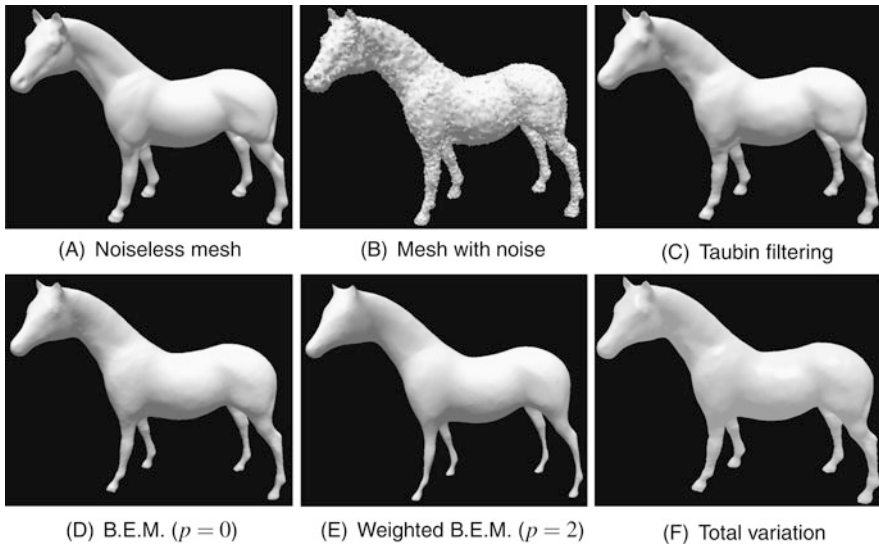 (A) Noiseless mesh
(B) Mesh with noise
(C) Taubin filtering
(D) B.E.M. (p = 0)
(E) Weighted B.E.M. (p = 2)
(F) Total variation